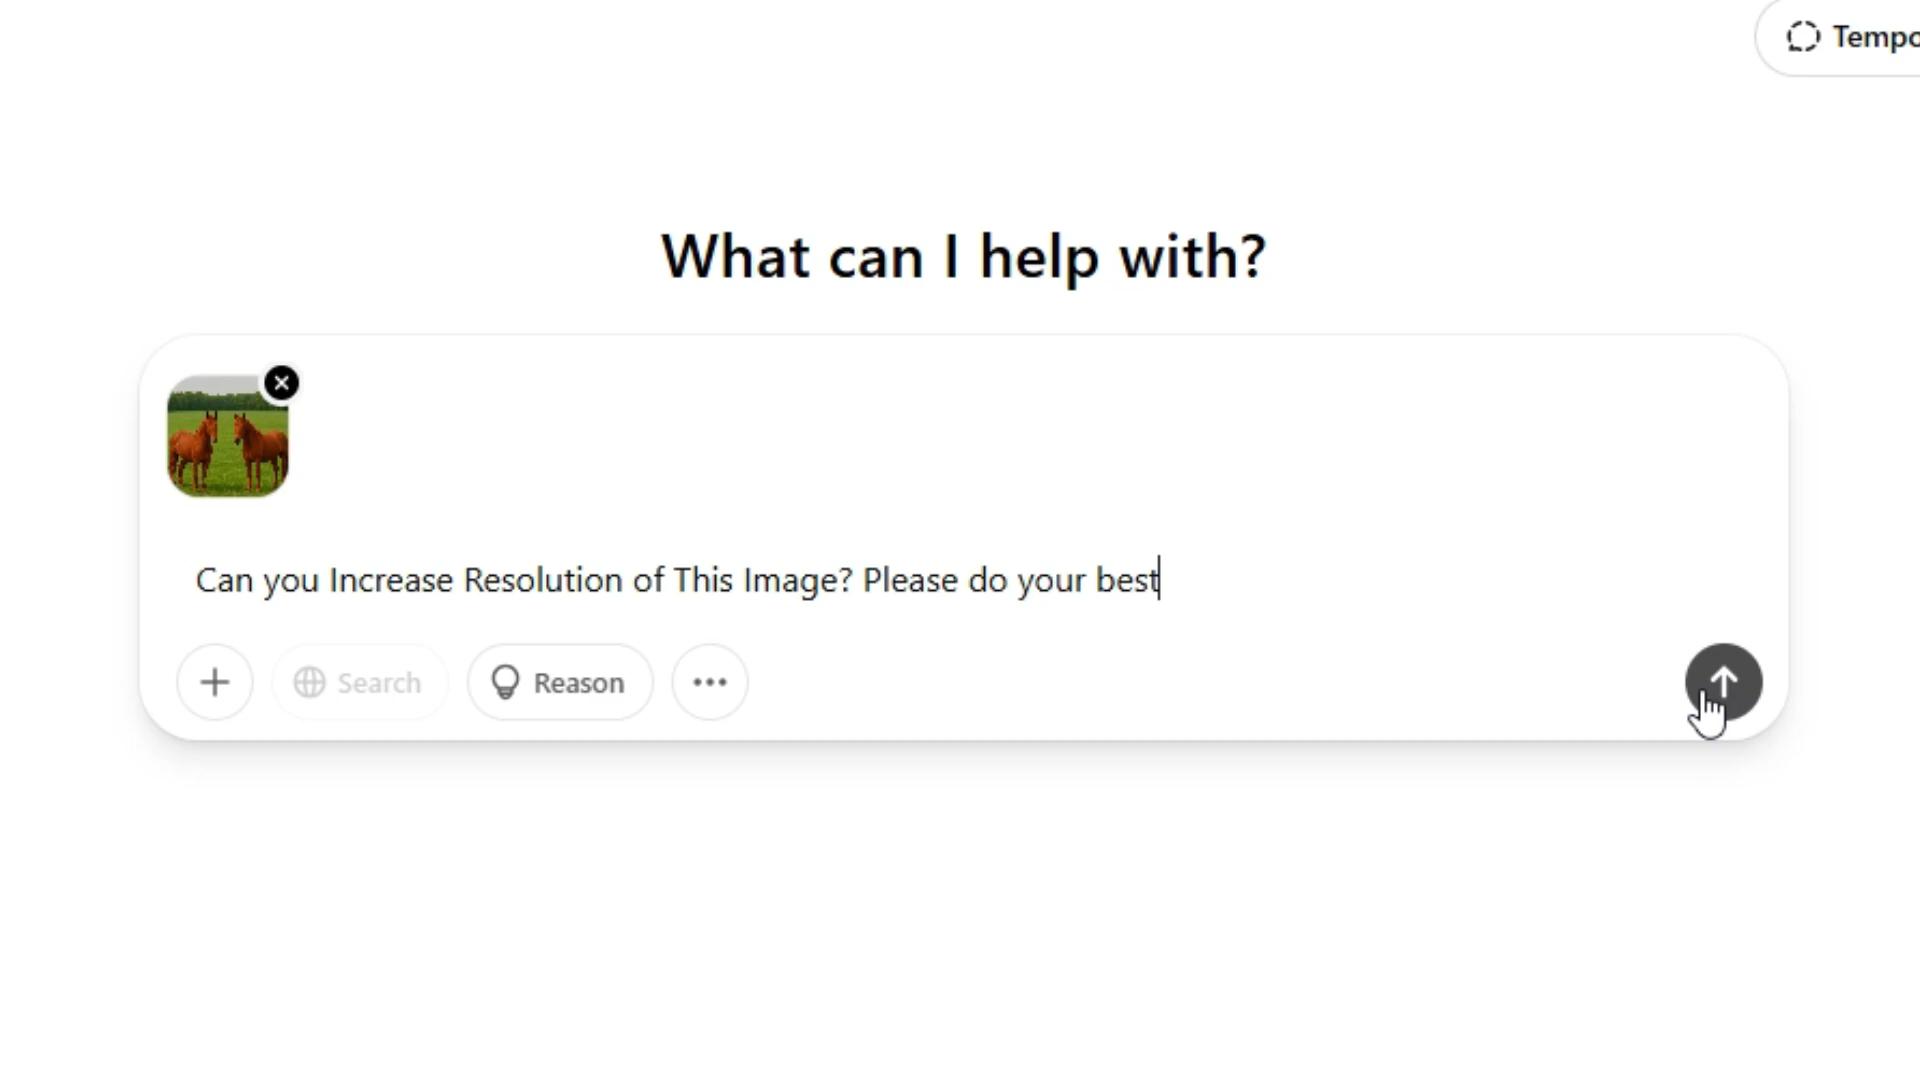 Tempo
What can I help with?
Can you Increase Resolution of This Image? Please do your best
Search
Reason